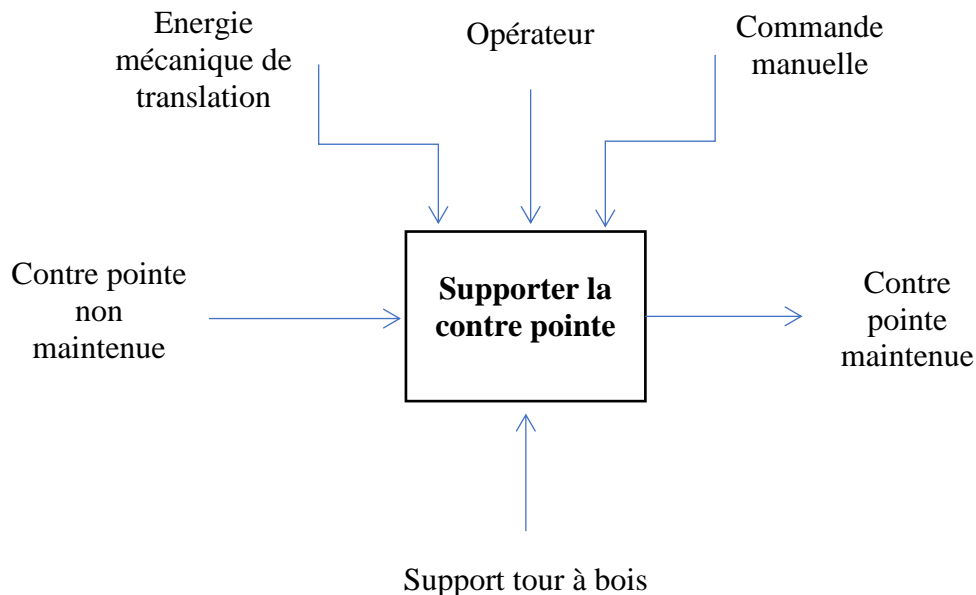 Energie
mécanique de
translation
Opérateur
Commande
manuelle
Contre pointe
non
maintenue
Supporter la
contre pointe
Contre
pointe
maintenue
Support tour à bois